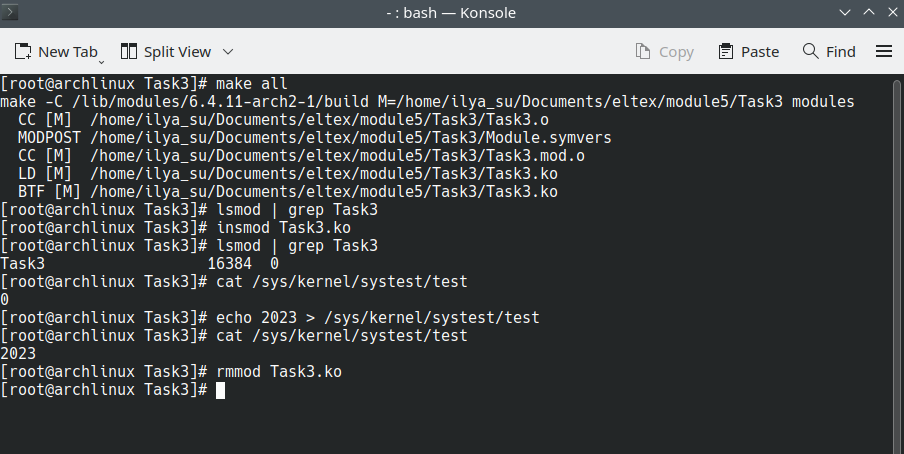 - : bash — Konsole
New Tab Split View Copy Paste Find
[root@archlinux Task3]# make all
make -C /lib/modules/6.4.11-arch2-1/build M=/home/ilya_su/Documents/eltex/module5/Task3 modules
  CC [M]  /home/ilya_su/Documents/eltex/module5/Task3/Task3.o
  MODPOST /home/ilya_su/Documents/eltex/module5/Task3/Module.symvers
  CC [M]  /home/ilya_su/Documents/eltex/module5/Task3/Task3.mod.o
  LD [M]  /home/ilya_su/Documents/eltex/module5/Task3/Task3.ko
  BTF [M] /home/ilya_su/Documents/eltex/module5/Task3/Task3.ko
[root@archlinux Task3]# lsmod | grep Task3
[root@archlinux Task3]# insmod Task3.ko
[root@archlinux Task3]# lsmod | grep Task3
Task3                  16384  0
[root@archlinux Task3]# cat /sys/kernel/systest/test
0
[root@archlinux Task3]# echo 2023 > /sys/kernel/systest/test
[root@archlinux Task3]# cat /sys/kernel/systest/test
2023
[root@archlinux Task3]# rmmod Task3.ko
[root@archlinux Task3]#